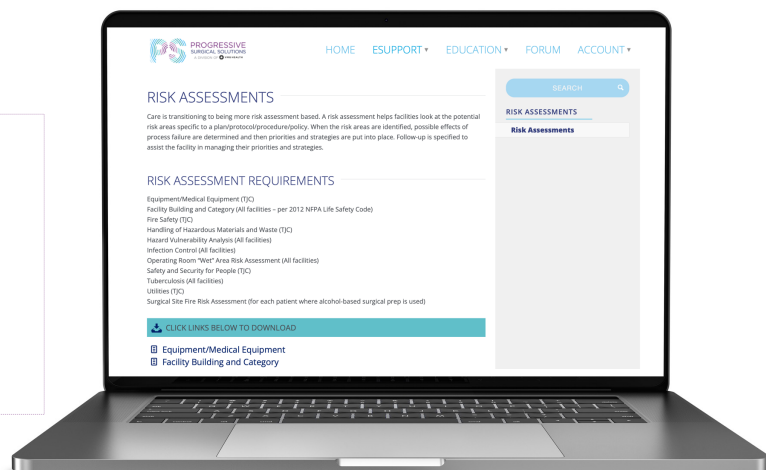 PROGRESSIVE
SURGICAL SOLUTIONS
HOME ESUPPORT EDUCATION FORUM ACCOUNT
SEARCH
RISK ASSESSMENTS
Risk Assessments
RISK ASSESSMENTS
Care is transitioning to being more risk assessment based. A risk assessment helps facilities look at the potential
risk areas specific to a plan/protocol/procedure/policy. When the risk areas are identified, possible effects of
process failure are determined and then priorities and strategies are put into place. Follow-up is specified to
assist the facility in managing their priorities and strategies.
RISK ASSESSMENT REQUIREMENTS
Equipment/Medical Equipment (TJC)
Facility Building and Category (All facilities – per 2012 NFPA Life Safety Code)
Fire Safety (TJC)
Handling of Hazardous Materials and Waste (TJC)
Hazard Vulnerability Analysis (All facilities)
Infection Control (All facilities)
Operating Room "Wet" Area Risk Assessment (All facilities)
Safety and Security for People (TJC)
Tuberculosis (All facilities)
Utilities (TJC)
Surgical Site Fire Risk Assessment (for each patient where alcohol-based surgical prep is used)
CLICK LINKS BELOW TO DOWNLOAD
Equipment/Medical Equipment
Facility Building and Category